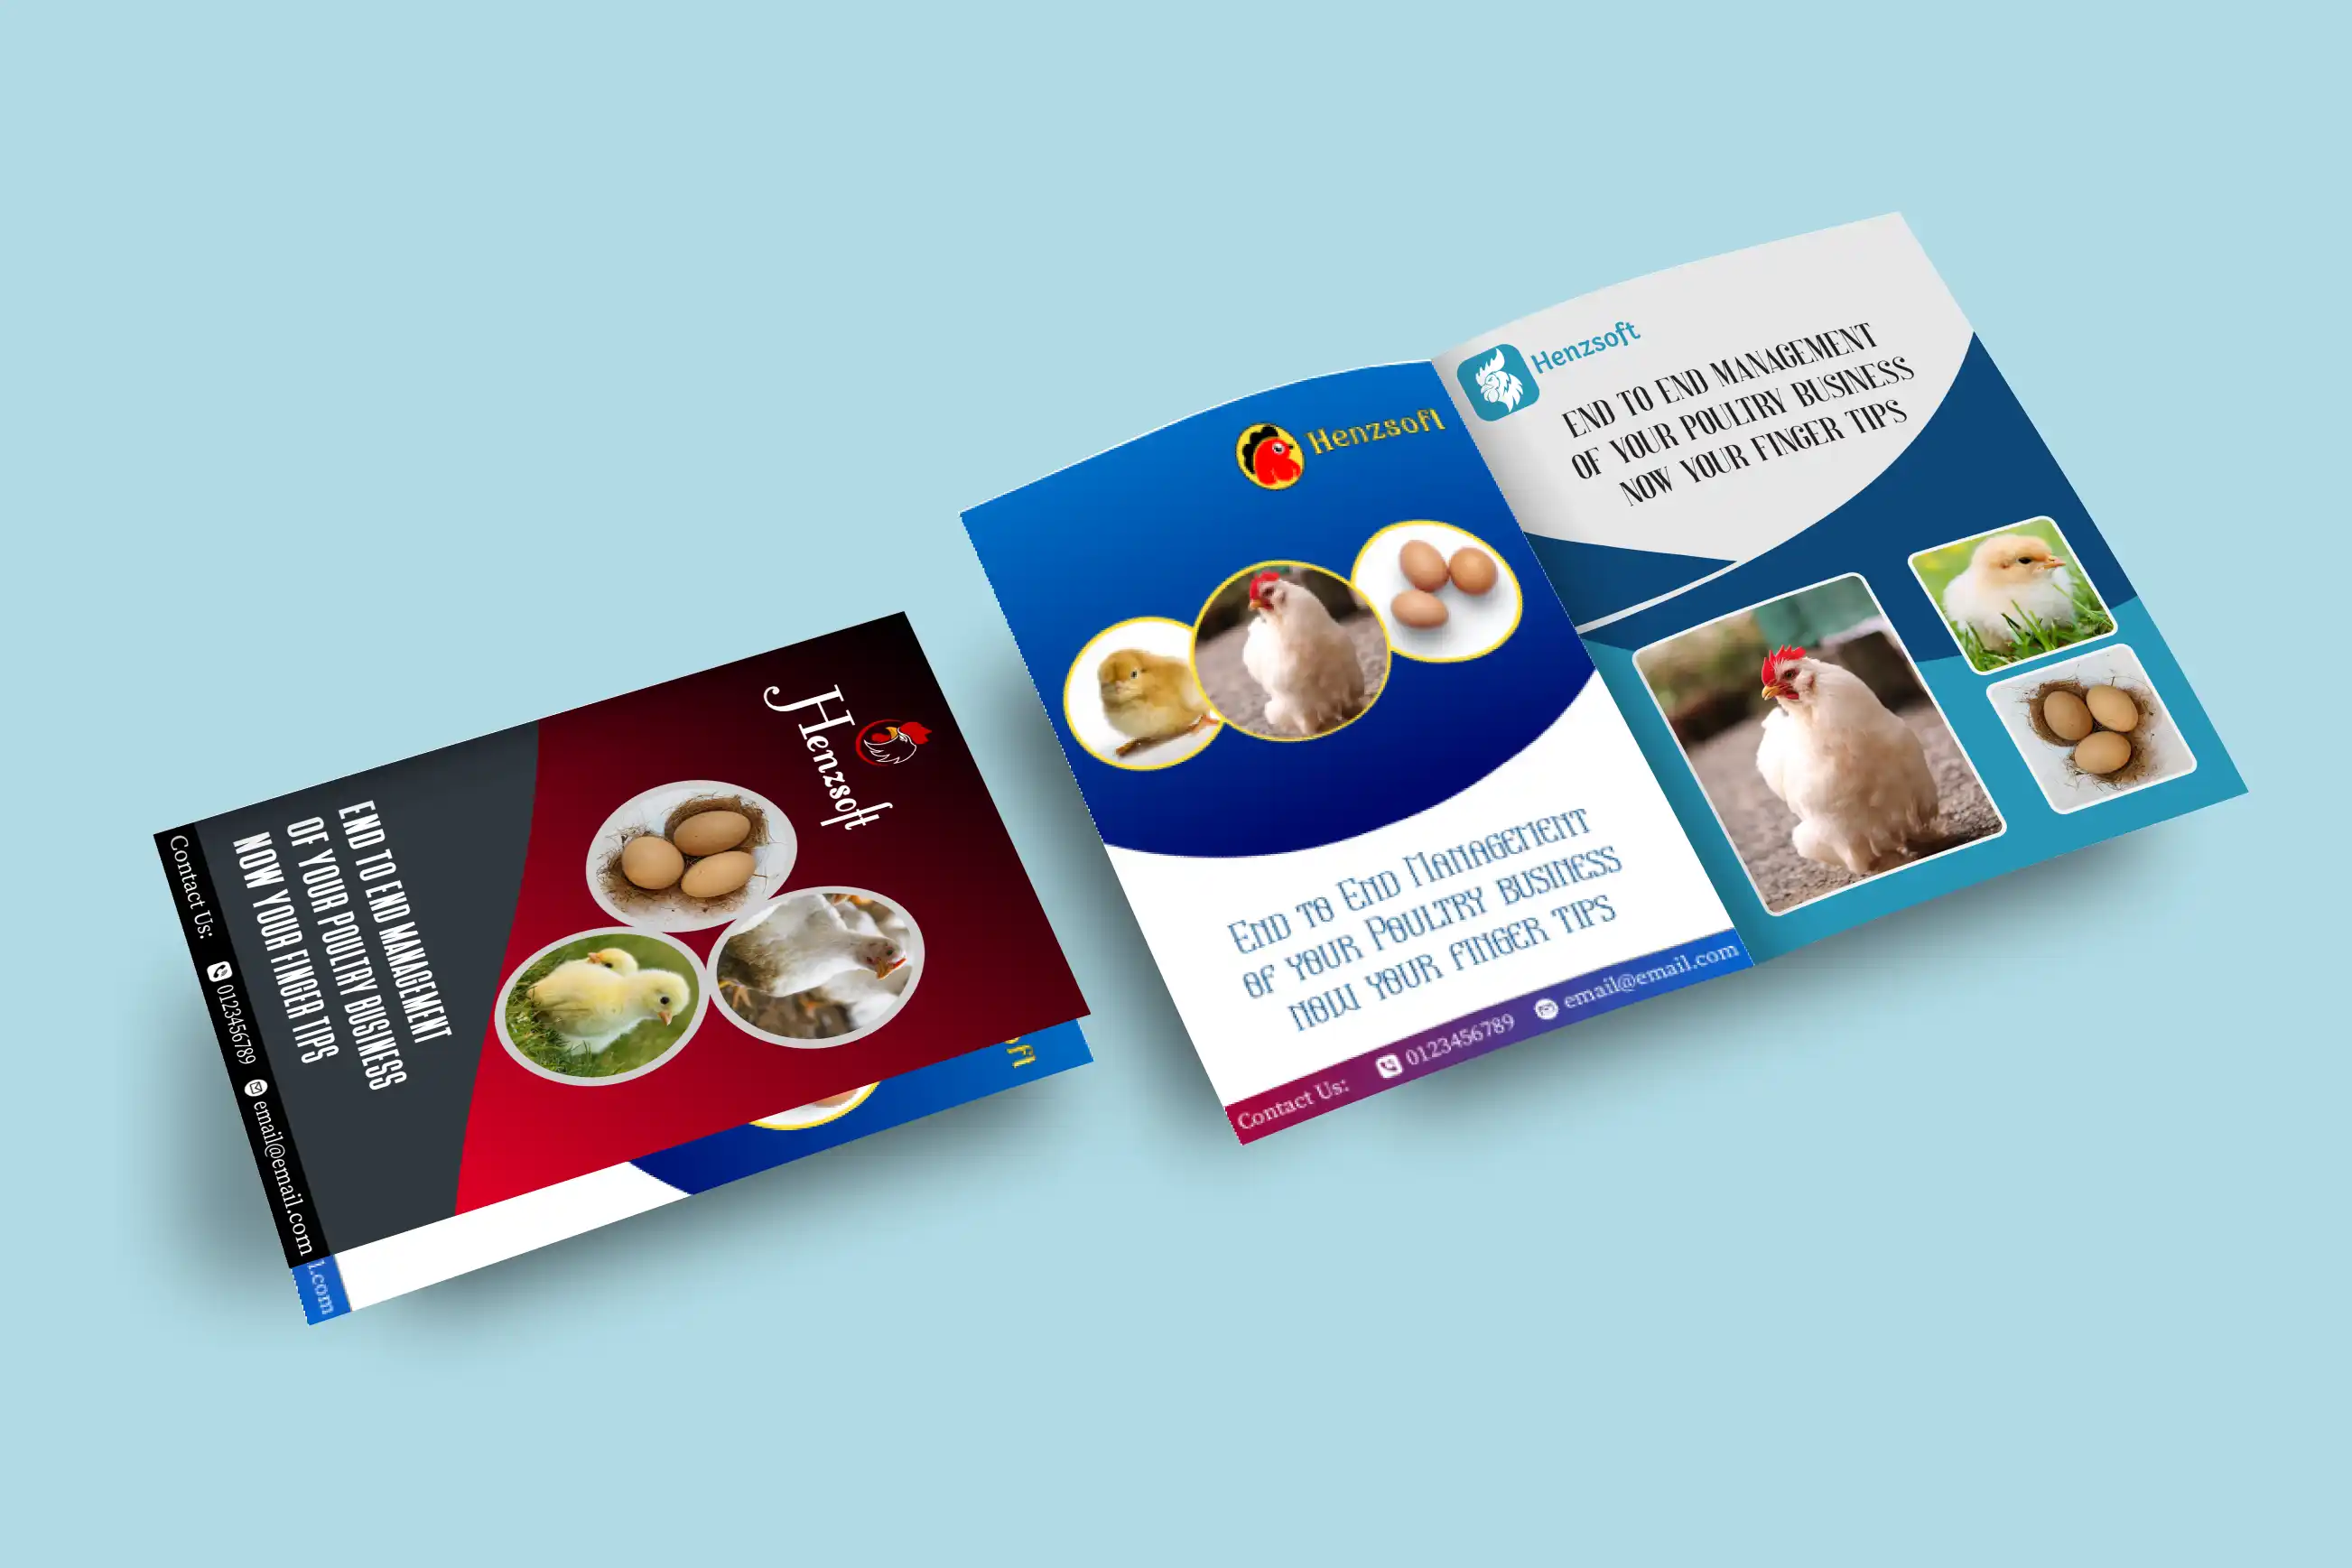 Henzsoft
END TO END MANAGEMENT
OF YOUR POULTRY BUSINESS
NOW YOUR FINGER TIPS
Contact Us: 0123456789 email@email.com
oft
l.com
Henzsoft
End to End Management
of your Poultry business
now your finger tips
Contact Us: 0123456789 email@email.com
Henzsoft
END TO END MANAGEMENT
OF YOUR POULTRY BUSINESS
NOW YOUR FINGER TIPS